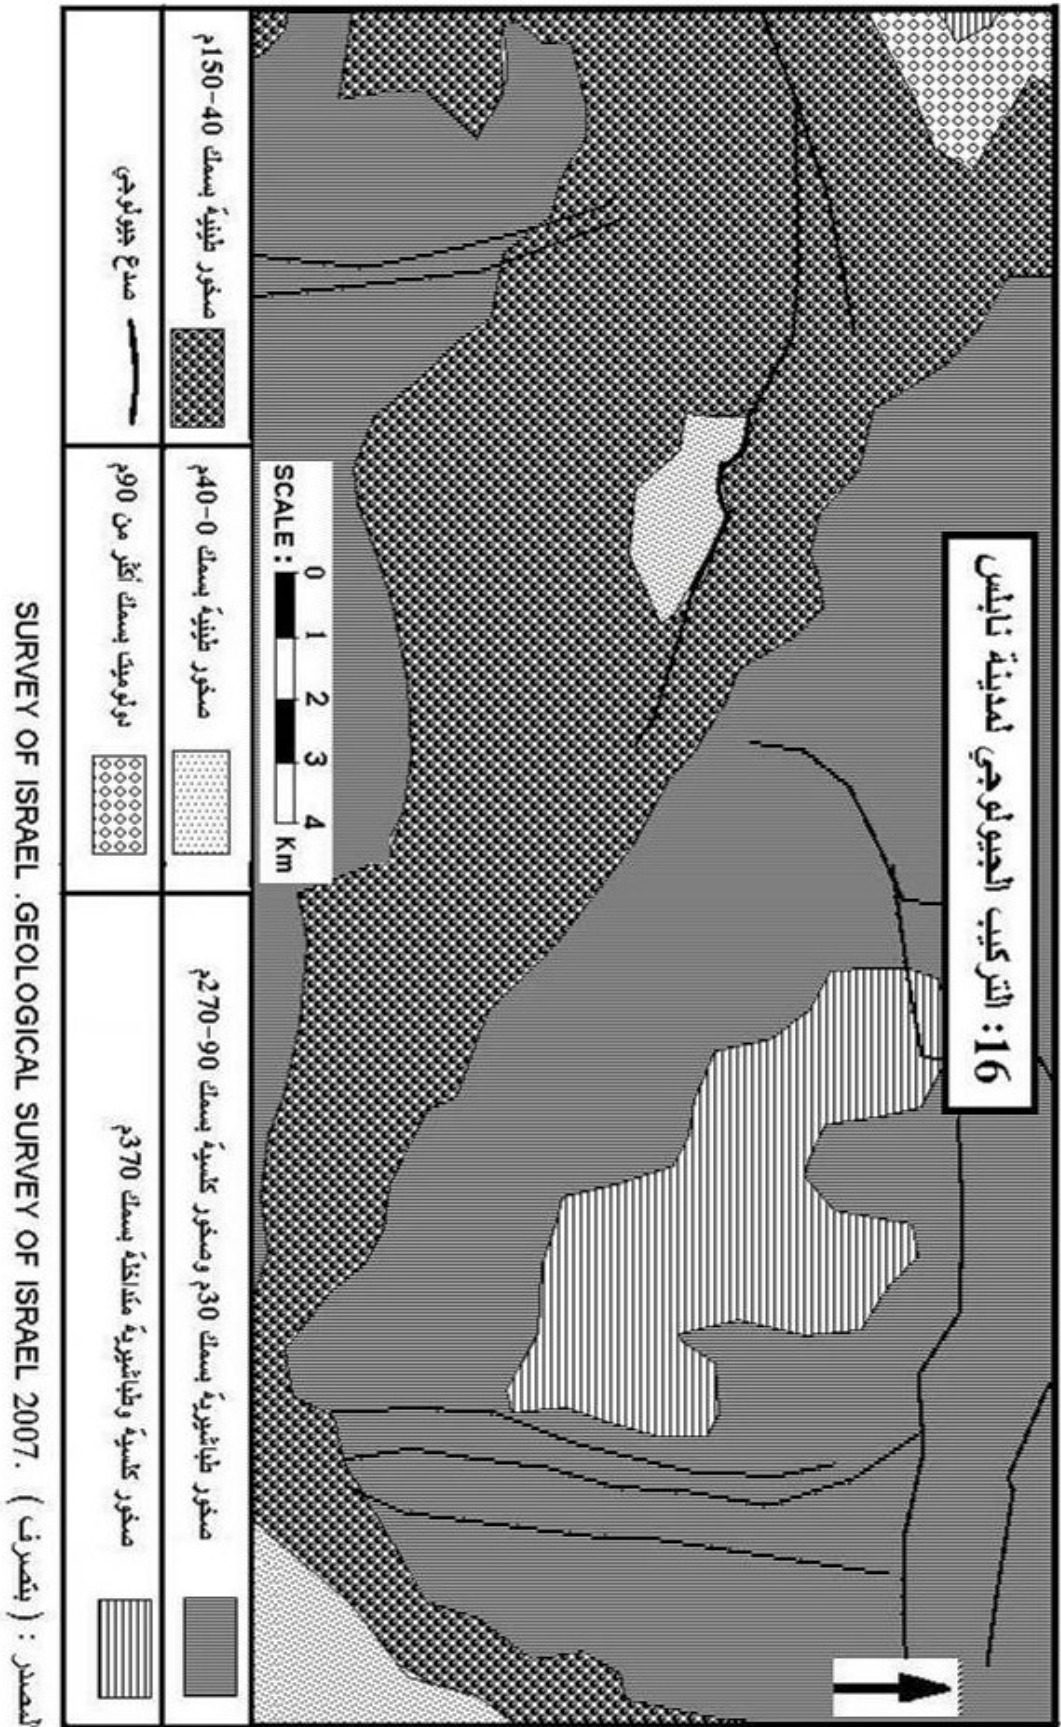 16: التركيب الجيولوجي لمدينة نابلس
SCALE : 0 1 2 3 4 Km
صخور طباشيرية بسمك 30م وصخور كلسية بسمك 90-270م
صخور طينية بسمك 0-40م
صخور طينية بسمك 40-150م
صخور كلسية وطباشيرية متداخلة بسمك 370م
دولوميت بسمك أكثر من 90م
صدع جيولوجي
المصدر : ( بتصرف ) SURVEY OF ISRAEL .GEOLOGICAL SURVEY OF ISRAEL 2007.